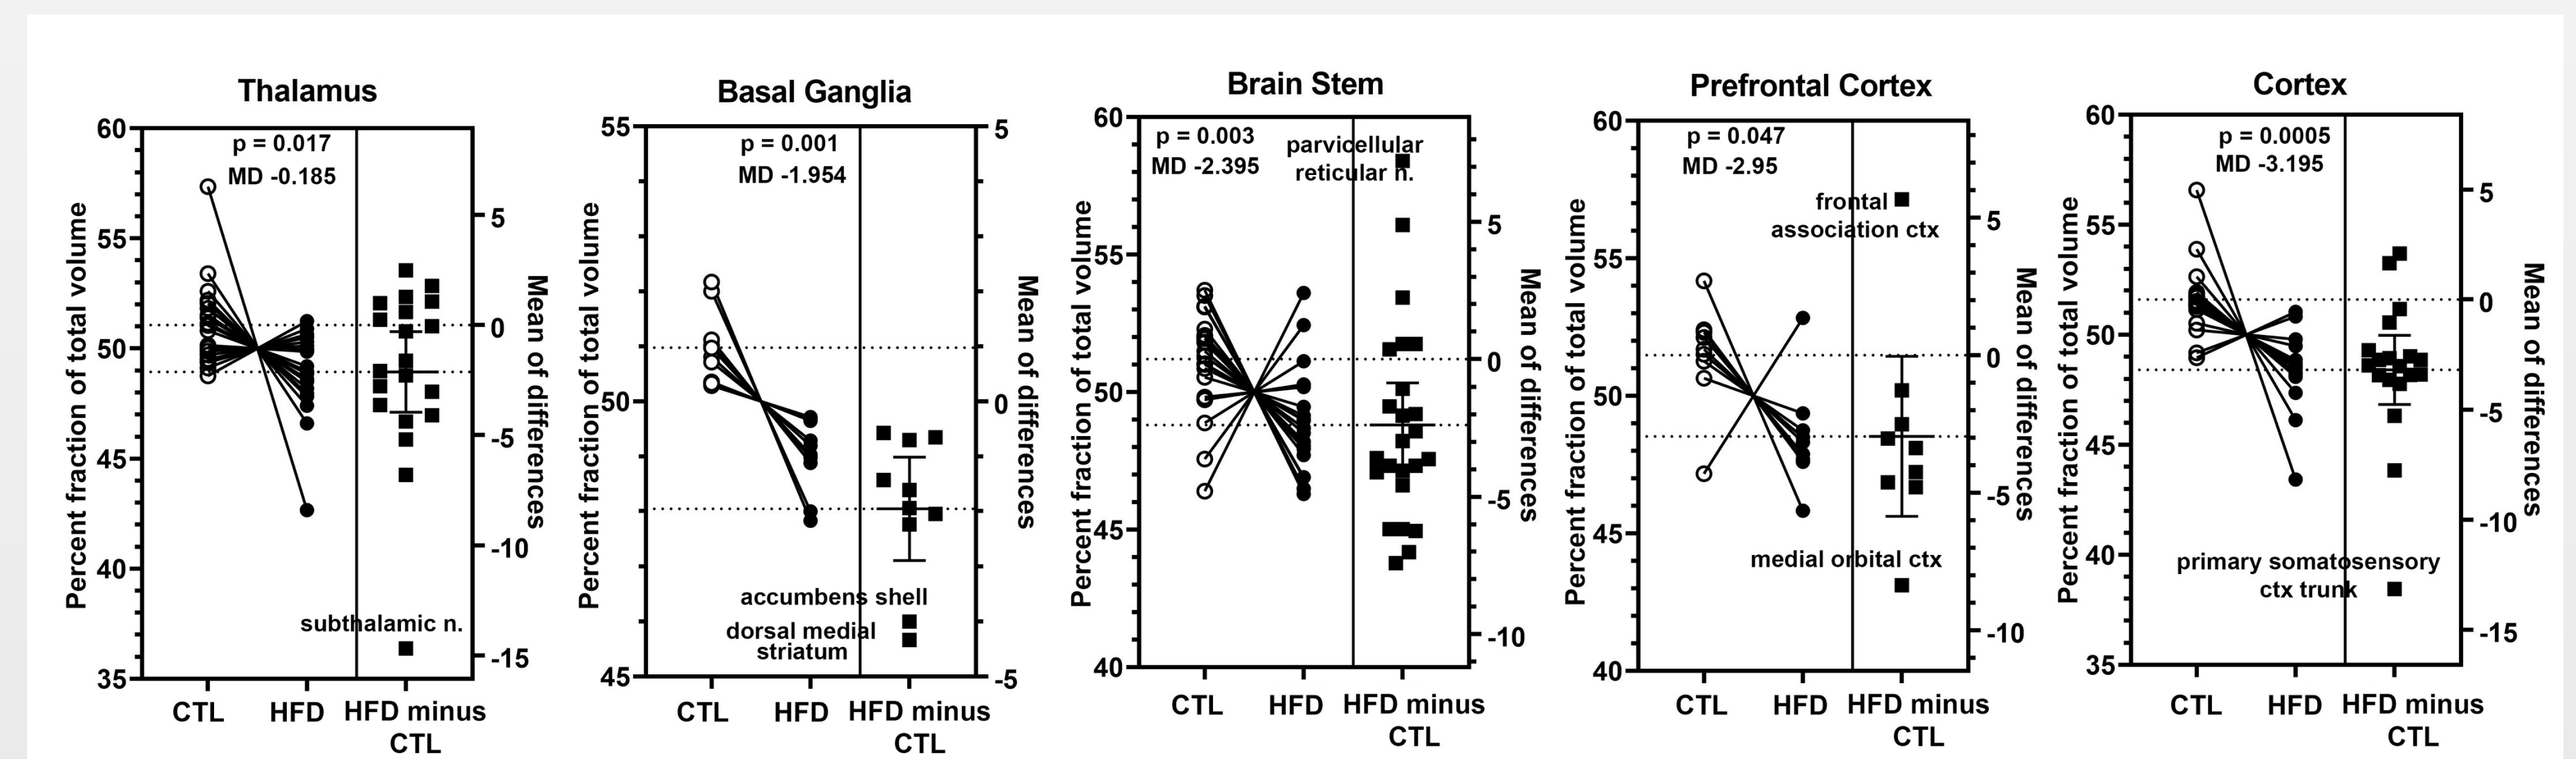 Thalamus
Percent fraction of total volume
60
55
50
45
40
35
p = 0.017
MD -0.185
subthalamic n.
5
0
-5
-10
-15
Mean of differences
CTL
HFD
HFD minus
CTL
Basal Ganglia
Percent fraction of total volume
55
50
45
p = 0.001
MD -1.954
accumbens shell
dorsal medial
striatum
5
0
-5
Mean of differences
CTL
HFD
HFD minus
CTL
Brain Stem
Percent fraction of total volume
60
55
50
45
40
p = 0.003
MD -2.395
parvicellular
reticular n.
5
0
-5
-10
Mean of differences
CTL
HFD
HFD minus
CTL
Prefrontal Cortex
Percent fraction of total volume
60
55
50
45
40
p = 0.047
MD -2.95
frontal
association ctx
medial orbital ctx
5
0
-5
-10
Mean of differences
CTL
HFD
HFD minus
CTL
Cortex
Percent fraction of total volume
60
55
50
45
40
35
p = 0.0005
MD -3.195
primary somatosensory
ctx trunk
5
0
-5
-10
-15
Mean of differences
CTL
HFD
HFD minus
CTL